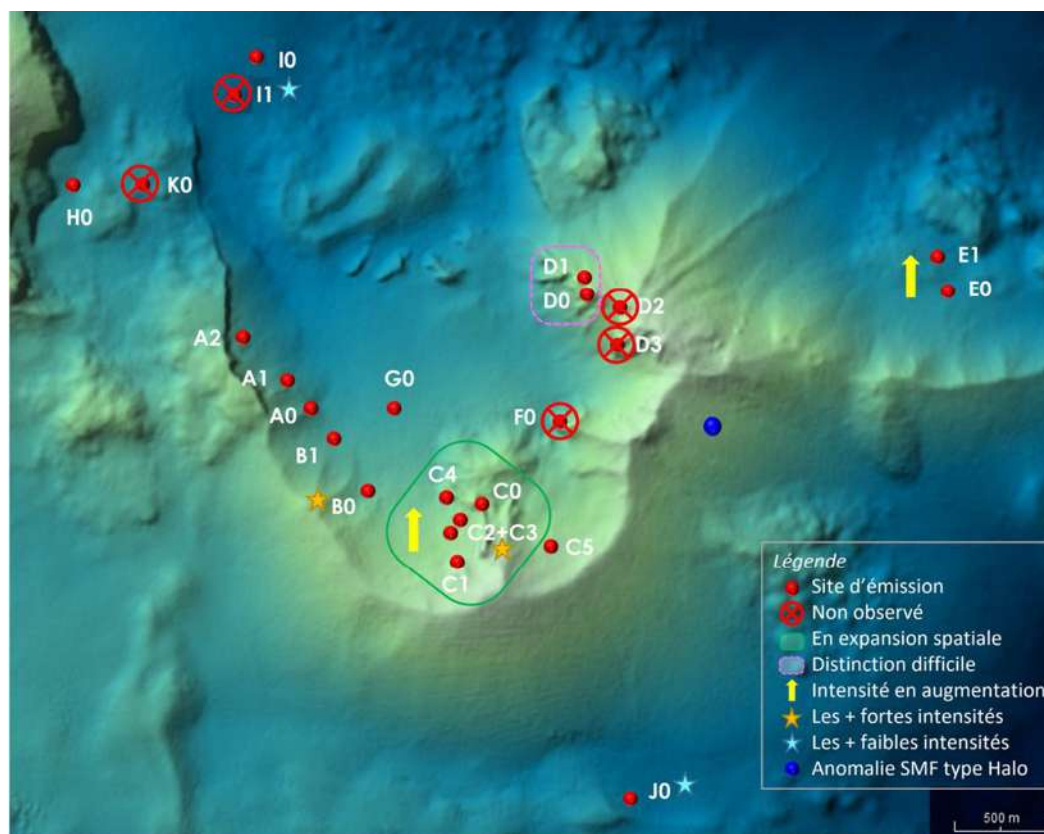 I0
I1
K0
H0
D1
D0
D2
D3
E1
E0
A2
A1
A0
G0
B1
F0
B0
C4
C0
C2+C3
C5
C1
J0
Légende
Site d'émission
Non observé
En expansion spatiale
Distinction difficile
Intensité en augmentation
Les + fortes intensités
Les + faibles intensités
Anomalie SMF type Halo
500 m